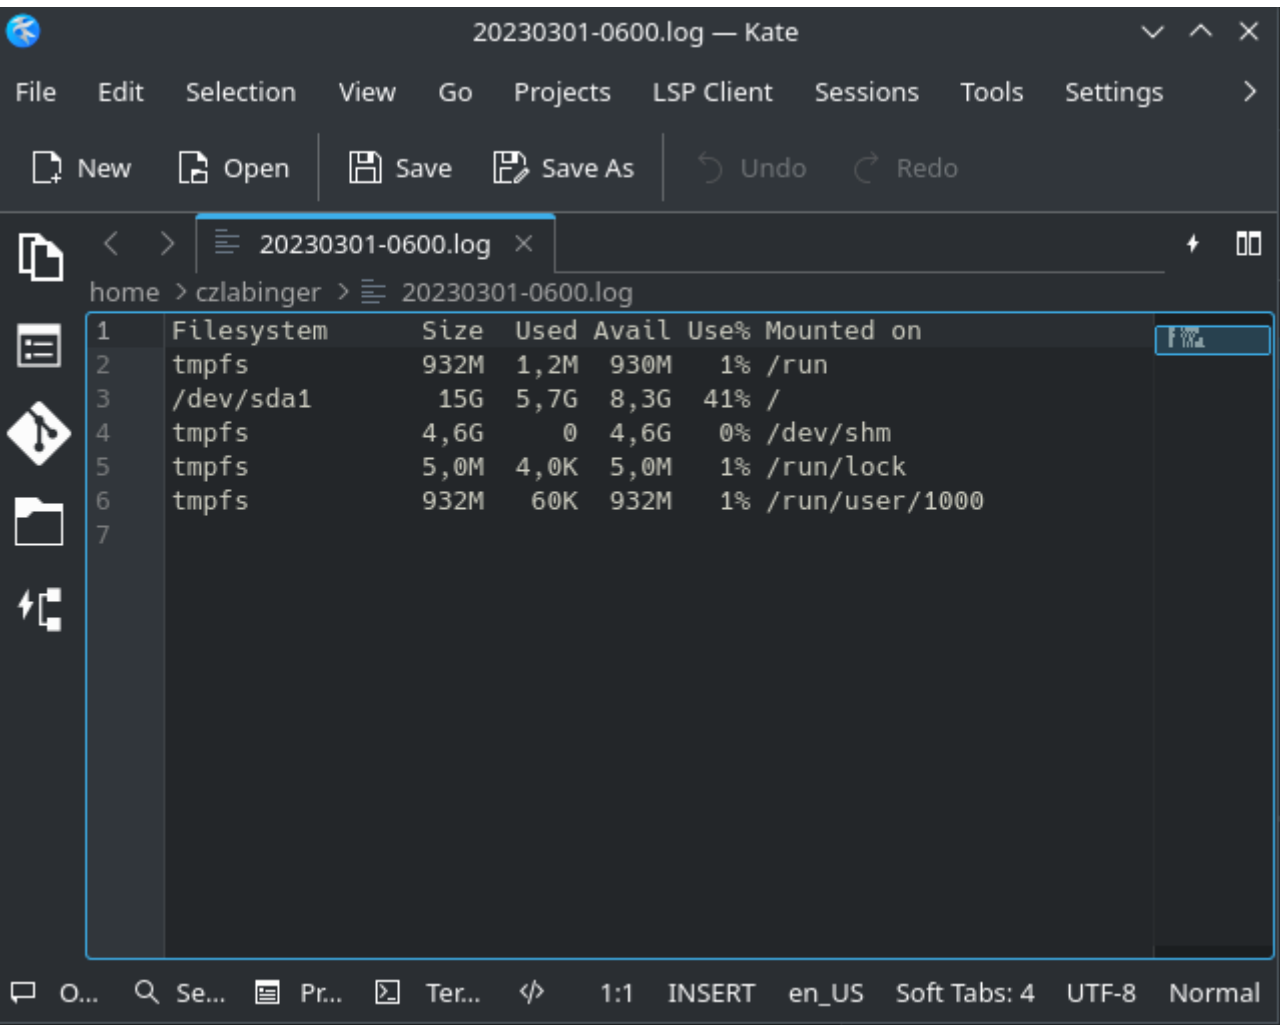 20230301-0600.log — Kate
File Edit Selection View Go Projects LSP Client Sessions Tools Settings
New Open Save Save As Undo Redo
20230301-0600.log
home > czlabinger > 20230301-0600.log
1 Filesystem      Size  Used Avail Use% Mounted on
2 tmpfs           932M  1,2M  930M   1% /run
3 /dev/sda1        15G  5,7G  8,3G  41% /
4 tmpfs           4,6G     0  4,6G   0% /dev/shm
5 tmpfs           5,0M  4,0K  5,0M   1% /run/lock
6 tmpfs           932M   60K  932M   1% /run/user/1000
7
O... Se... Pr... Ter... </> 1:1 INSERT en_US Soft Tabs: 4 UTF-8 Normal